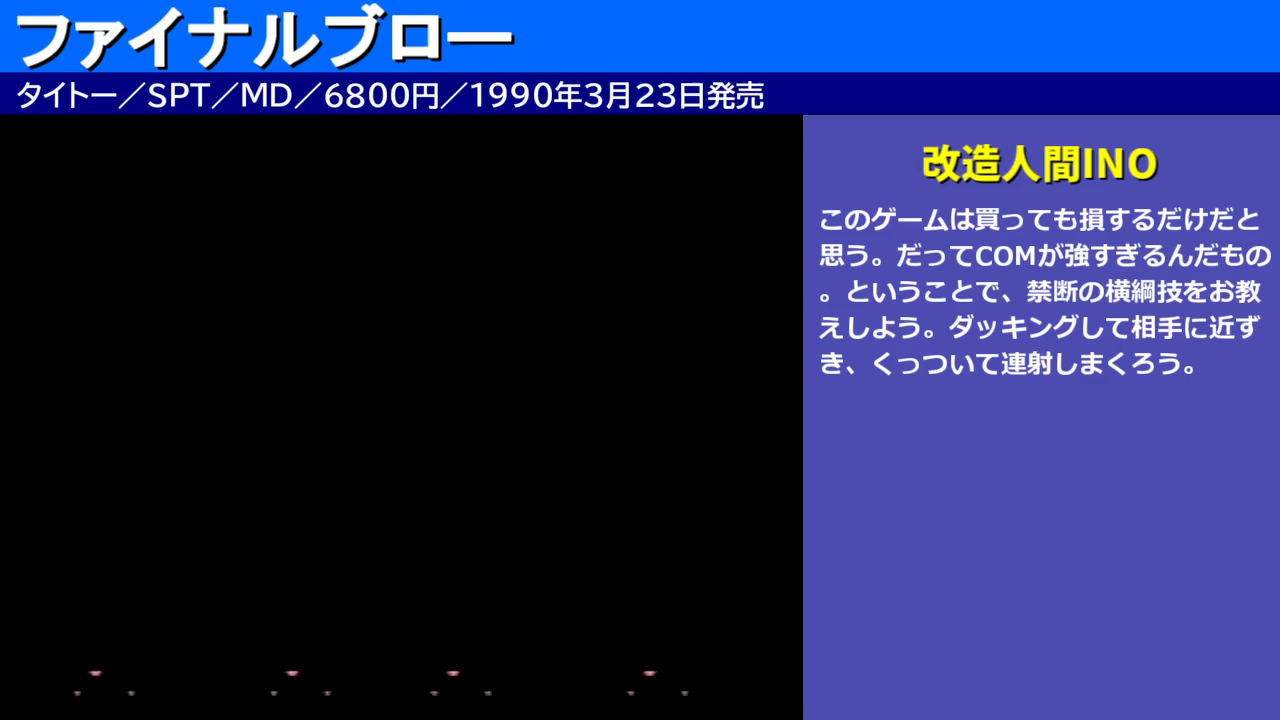 ファイナルブロー
タイトー／SPT／MD／6800円／1990年3月23日発売
改造人間INO
このゲームは買っても損するだけだと
思う。だってCOMが強すぎるんだもの
。ということで、禁断の横綱技をお教
えしよう。ダッキングして相手に近ず
き、くっついて連射しまくろう。